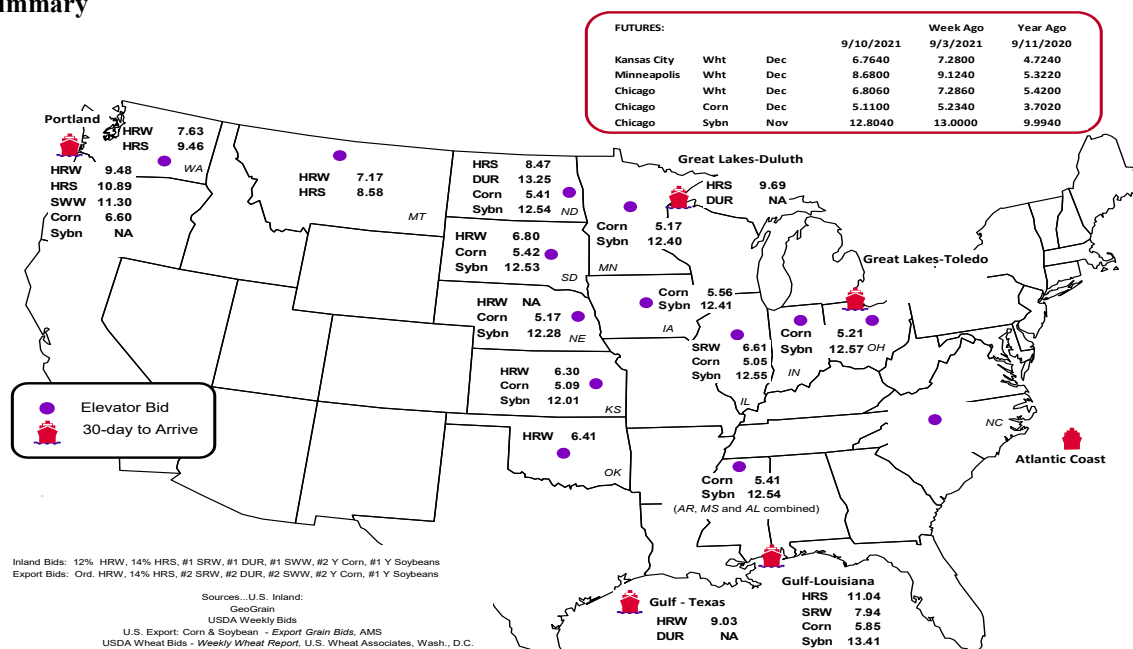 mmary
FUTURES: Week Ago Year Ago
9/10/2021 9/3/2021 9/11/2020
Kansas City Wht Dec 6.7640 7.2800 4.7240
Minneapolis Wht Dec 8.6800 9.1240 5.3220
Chicago Wht Dec 6.8060 7.2860 5.4200
Chicago Corn Dec 5.1100 5.2340 3.7020
Chicago Sybn Nov 12.8040 13.0000 9.9940
Portland
HRW 7.63
HRS 9.46
WA
HRW 9.48
HRS 10.89
SWW 11.30
Corn 6.60
Sybn NA
HRW 7.17
HRS 8.58
MT
HRS 8.47
DUR 13.25
Corn 5.41
Sybn 12.54 ND
Great Lakes-Duluth
HRS 9.69
DUR NA
Corn 5.17
Sybn 12.40
MN
HRW 6.80
Corn 5.42
Sybn 12.53
SD
Great Lakes-Toledo
HRW NA
Corn 5.17
Sybn 12.28 NE
Corn 5.56
Sybn 12.41
IA
SRW 6.61
Corn 5.05
Sybn 12.55
IL
Corn 5.21
Sybn 12.57 OH
IN
HRW 6.30
Corn 5.09
Sybn 12.01
KS
Elevator Bid
30-day to Arrive
HRW 6.41
OK
NC
Atlantic Coast
Corn 5.41
Sybn 12.54
(AR, MS and AL combined)
Gulf-Louisiana
HRS 11.04
SRW 7.94
Corn 5.85
Sybn 13.41
Gulf - Texas
HRW 9.03
DUR NA
Inland Bids: 12% HRW, 14% HRS, #1 SRW, #1 DUR, #1 SWW, #2 Y Corn, #1 Y Soybeans
Export Bids: Ord. HRW, 14% HRS, #2 SRW, #2 DUR, #2 SWW, #2 Y Corn, #1 Y Soybeans
Sources...U.S. Inland:
GeoGrain
USDA Weekly Bids
U.S. Export: Corn & Soybean - Export Grain Bids, AMS
USDA Wheat Bids - Weekly Wheat Report, U.S. Wheat Associates, Wash., D.C.